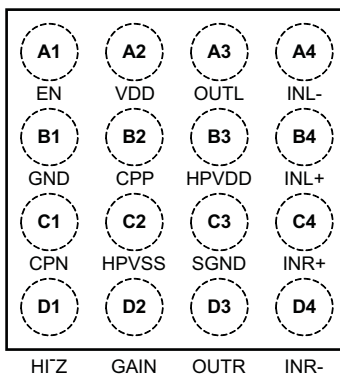 A1 A2 A3 A4
EN VDD OUTL INL-
B1 B2 B3 B4
GND CPP HPVDD INL+
C1 C2 C3 C4
CPN HPVSS SGND INR+
D1 D2 D3 D4
HI-Z GAIN OUTR INR-